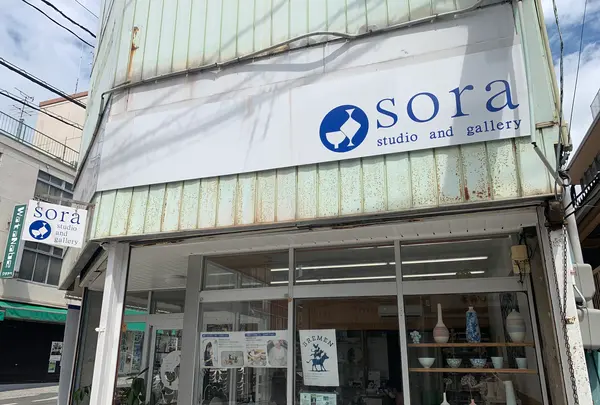 sora
studio and gallery
sora
studio
and
gallery
BREMEN